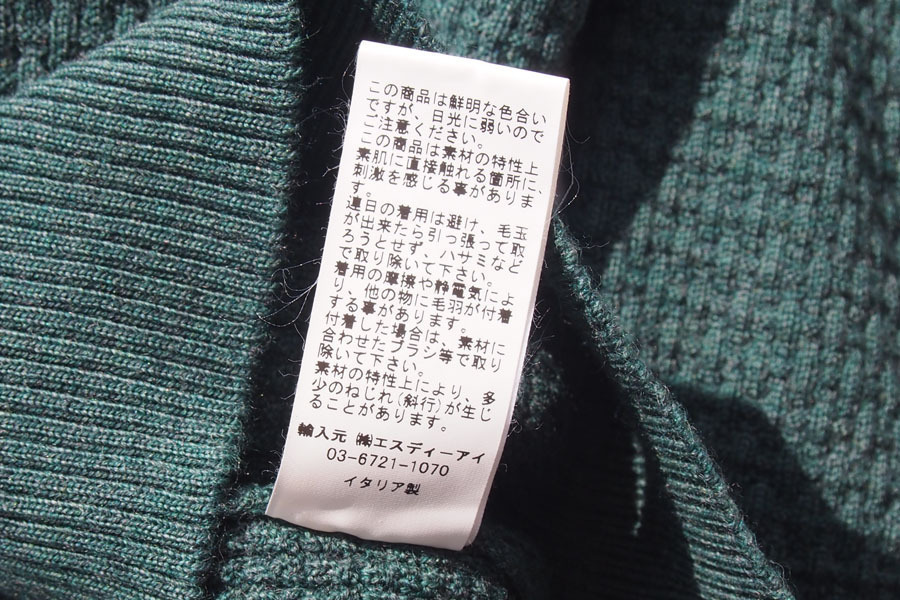 この商品は鮮明な色合い
ですが、日光に弱いので
ご注意ください。
この商品は素材の特性上
素肌に直接触れる箇所に、
刺激を感じる事がありま
す。
連日の着用は避け、毛玉
が出来たら引っ張って取
ろうとせず、ハサミなど
で取り除いて下さい。
着用の摩擦や静電気によ
り、他の物に毛羽が付着
する事があります。
付着した場合は、素材に
合わせたブラシ等で取り
除いて下さい。
素材の特性上により、多
少のねじれ(斜行)が生じ
ることがあります。
輸入元 ㈱エスディーアイ
03-6721-1070
イタリア製